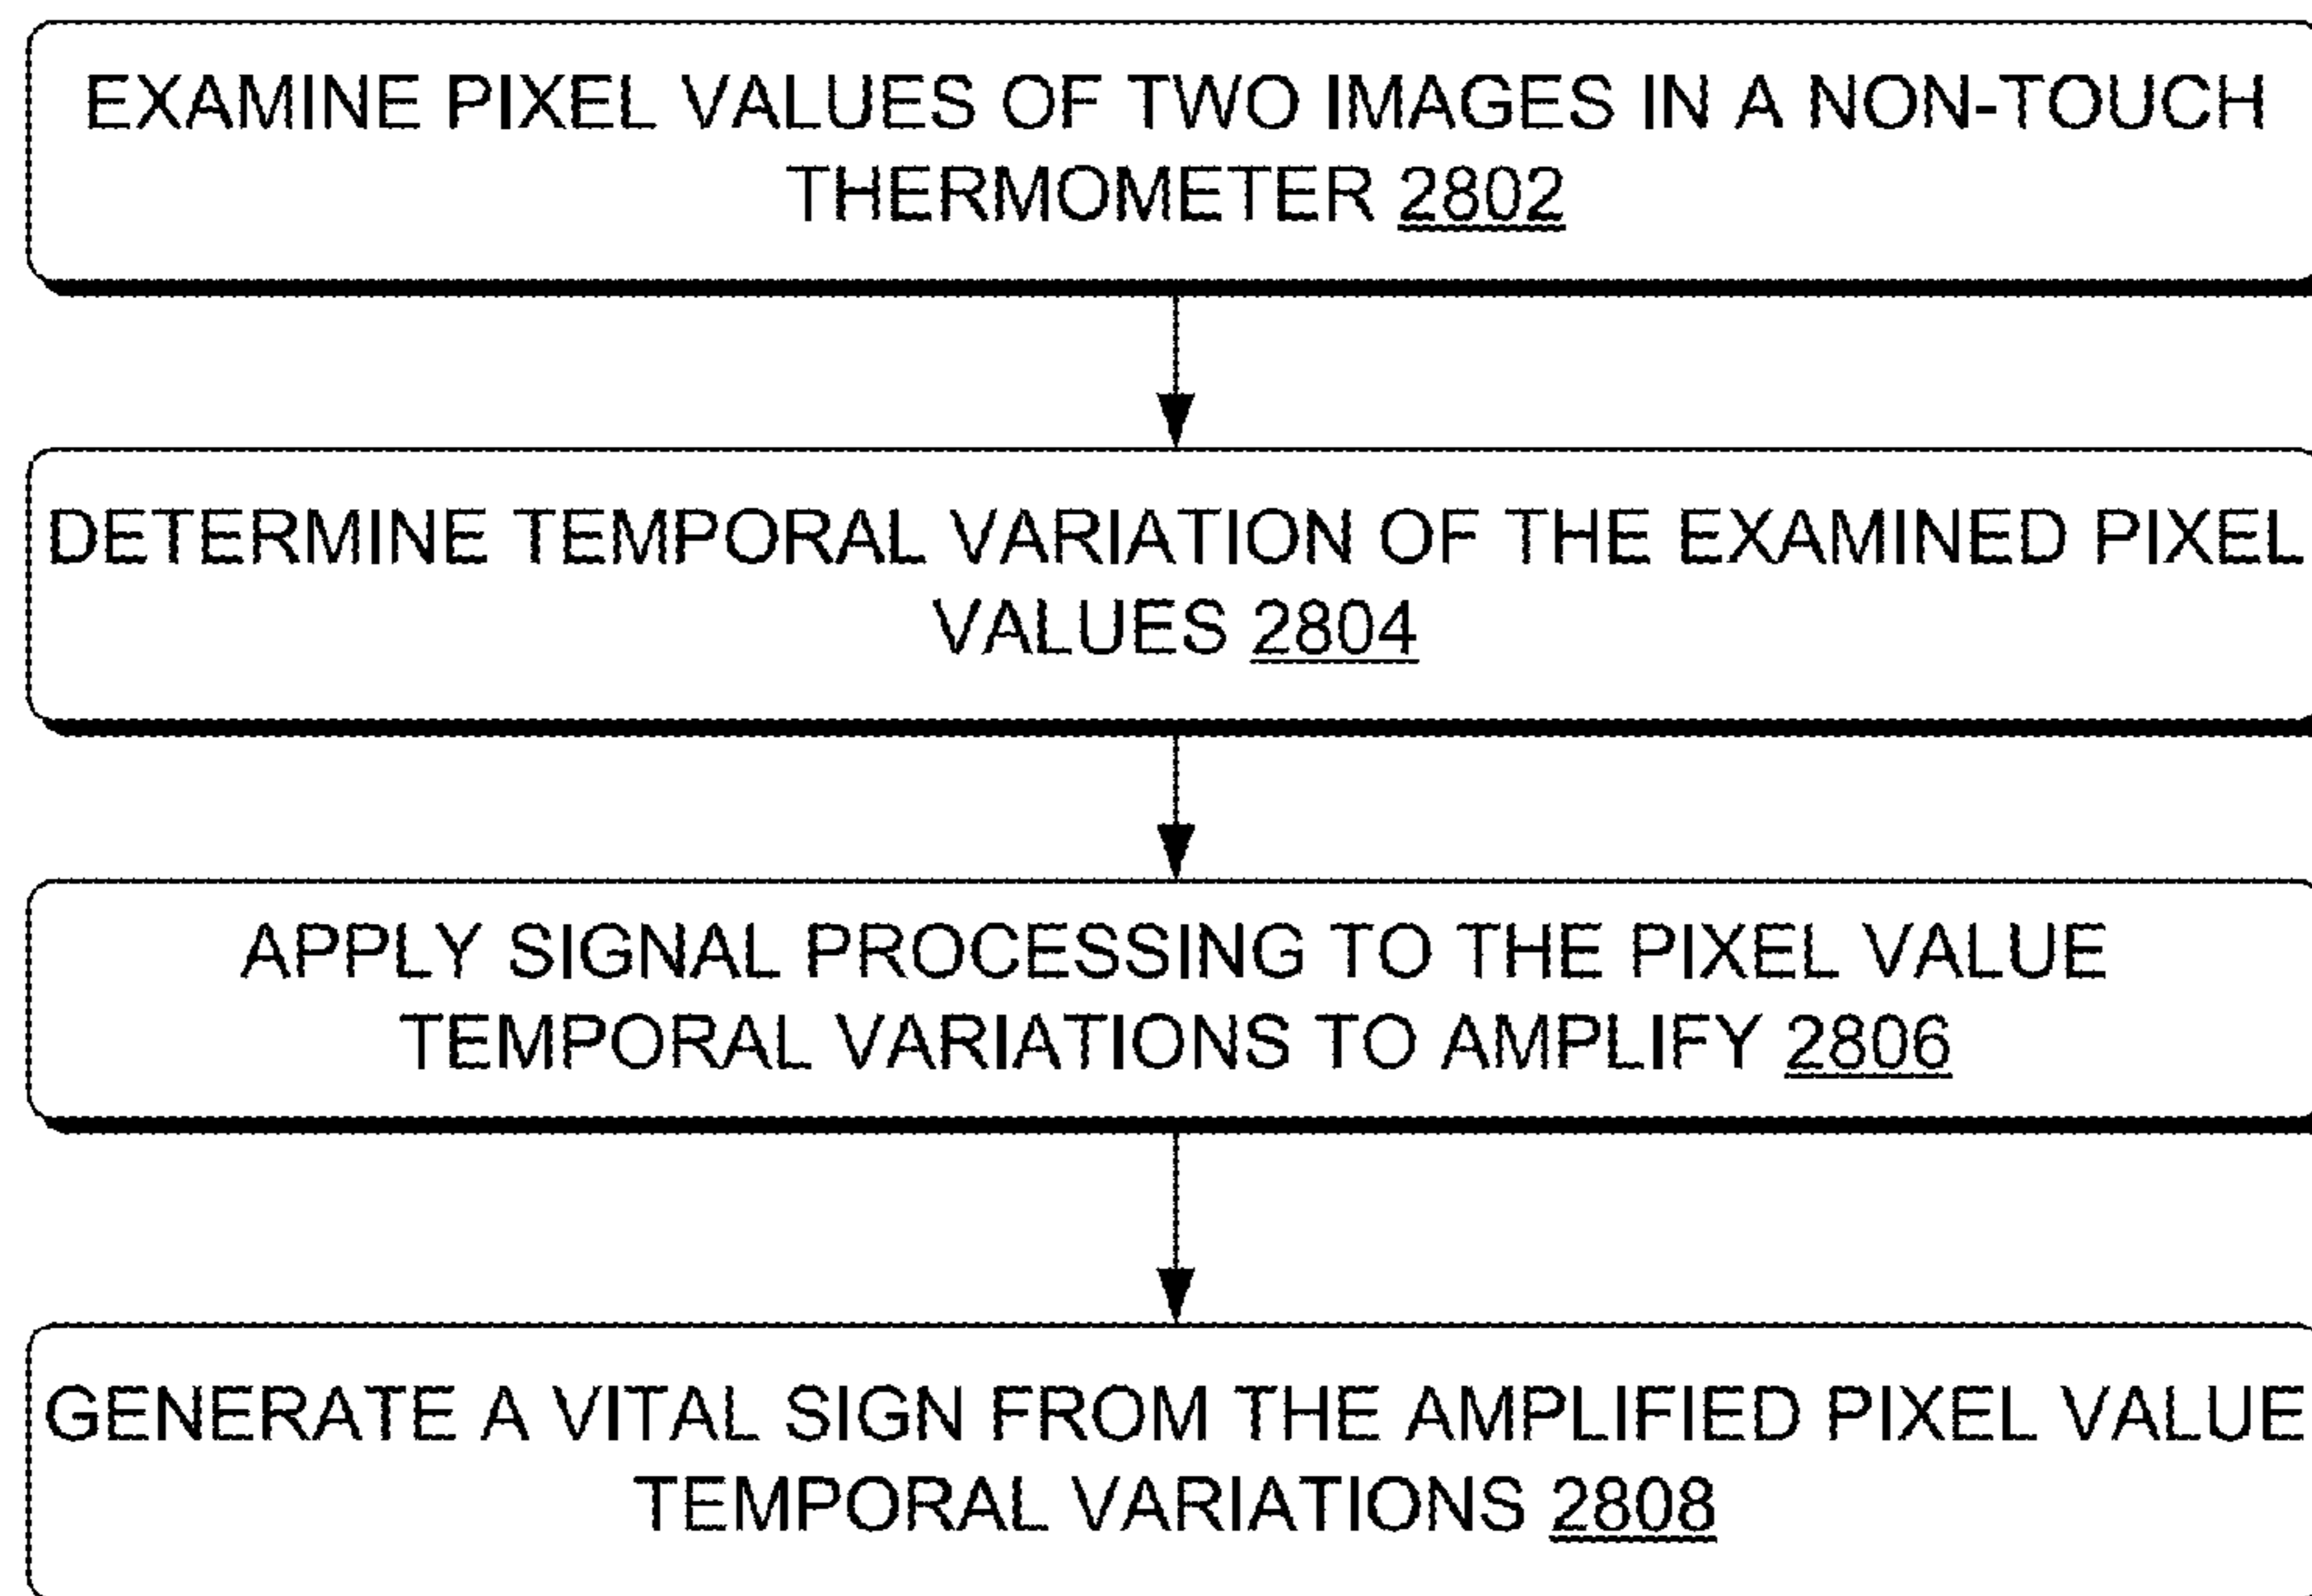 EXAMINE PIXEL VALUES OF TWO IMAGES IN A NON-TOUCH
THERMOMETER 2802
DETERMINE TEMPORAL VARIATION OF THE EXAMINED PIXEL
VALUES 2804
APPLY SIGNAL PROCESSING TO THE PIXEL VALUE
TEMPORAL VARIATIONS TO AMPLIFY 2806
GENERATE A VITAL SIGN FROM THE AMPLIFIED PIXEL VALUE
TEMPORAL VARIATIONS 2808